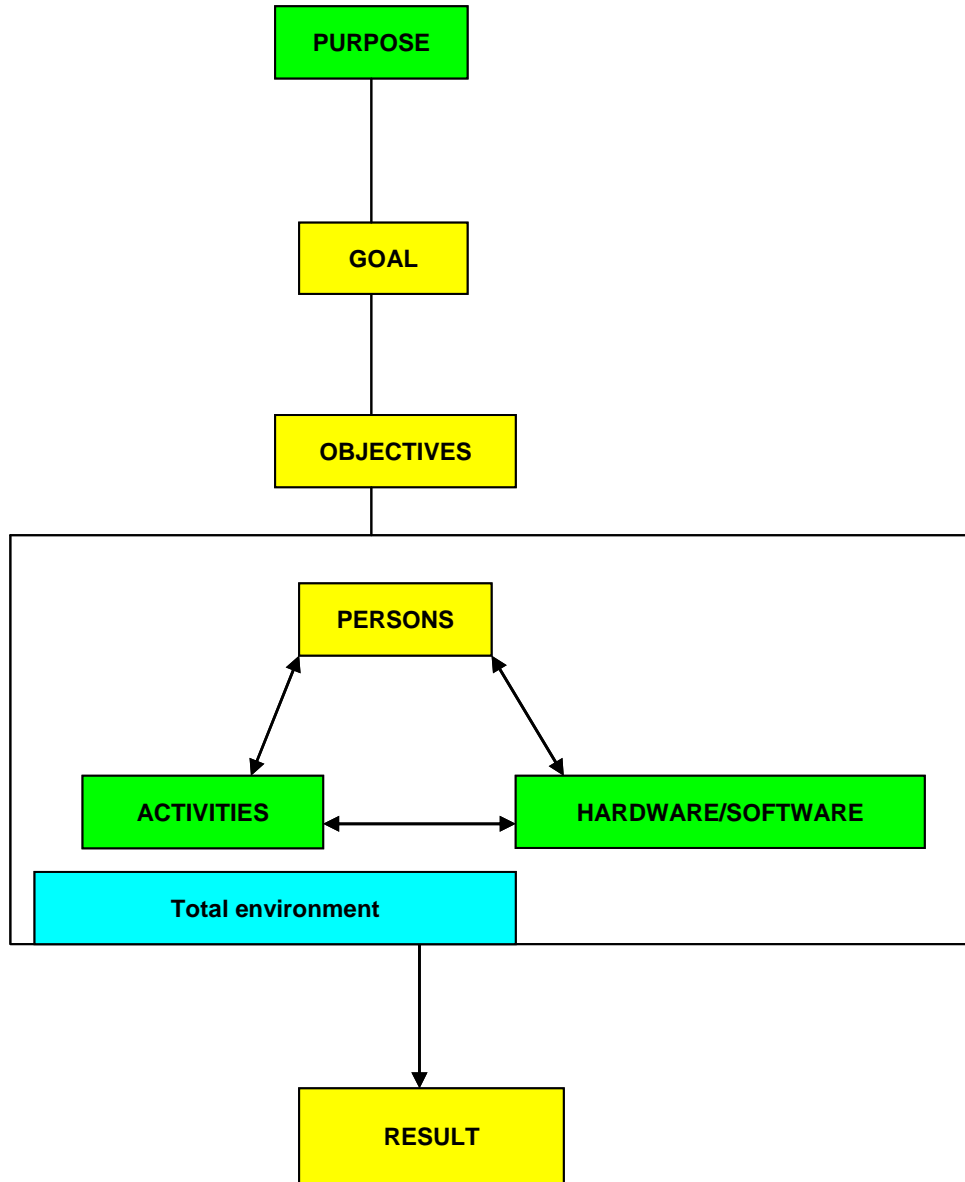 PURPOSE
GOAL
OBJECTIVES
PERSONS
ACTIVITIES
HARDWARE/SOFTWARE
Total environment
RESULT